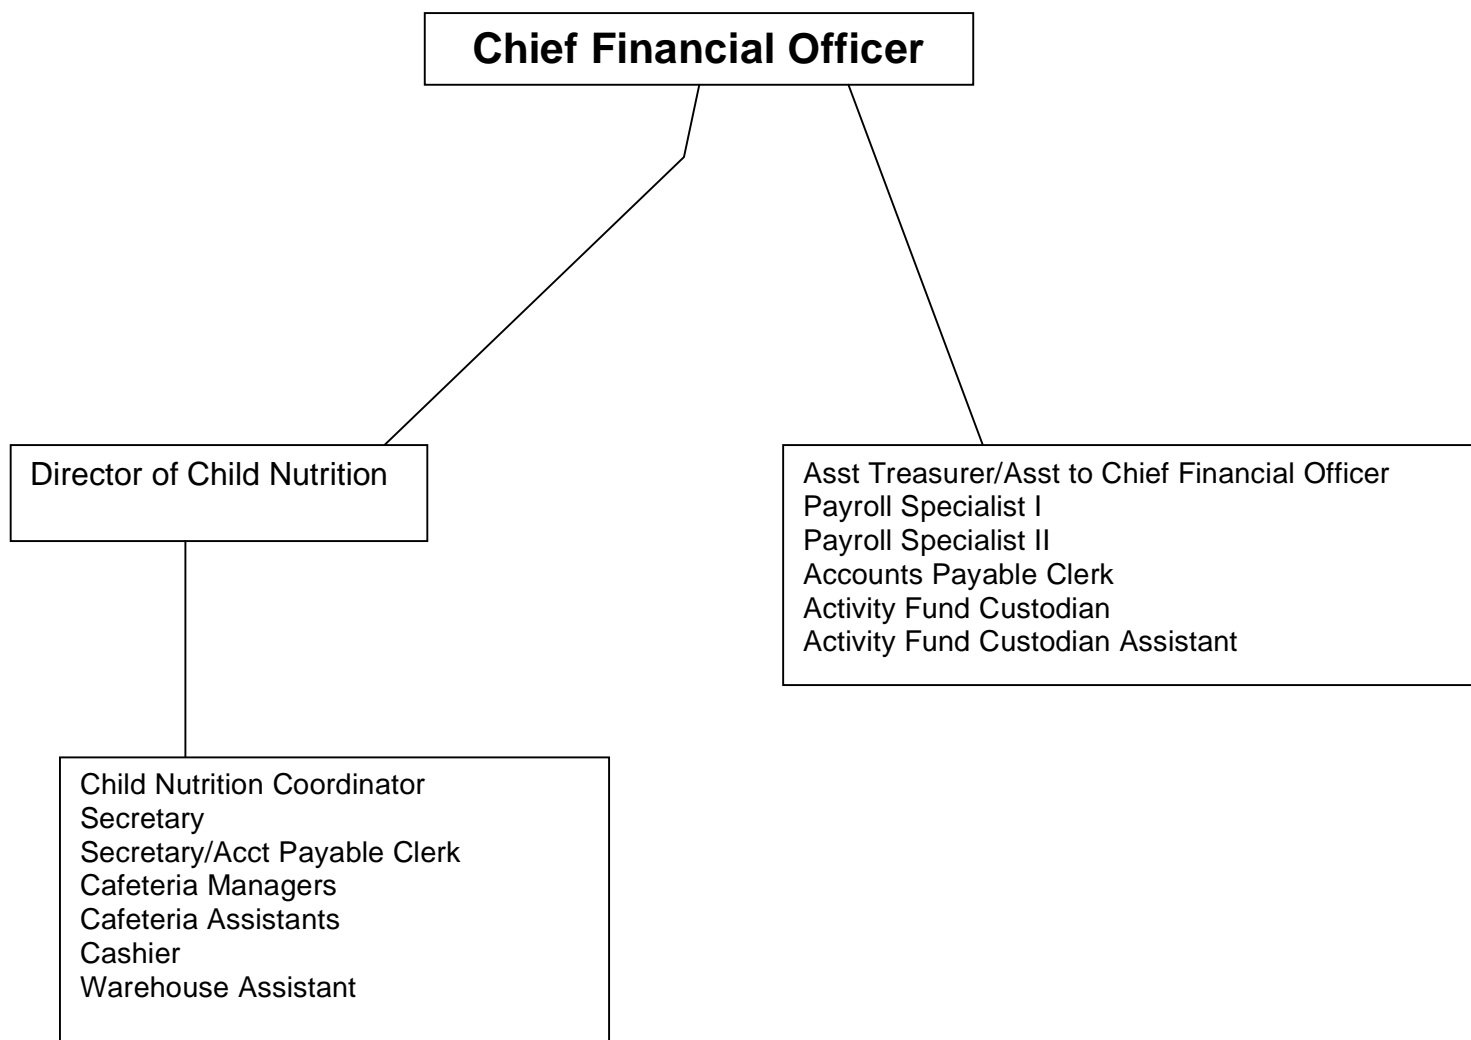 Chief Financial Officer
Director of Child Nutrition
Asst Treasurer/Asst to Chief Financial Officer
Payroll Specialist I
Payroll Specialist II
Accounts Payable Clerk
Activity Fund Custodian
Activity Fund Custodian Assistant
Child Nutrition Coordinator
Secretary
Secretary/Acct Payable Clerk
Cafeteria Managers
Cafeteria Assistants
Cashier
Warehouse Assistant